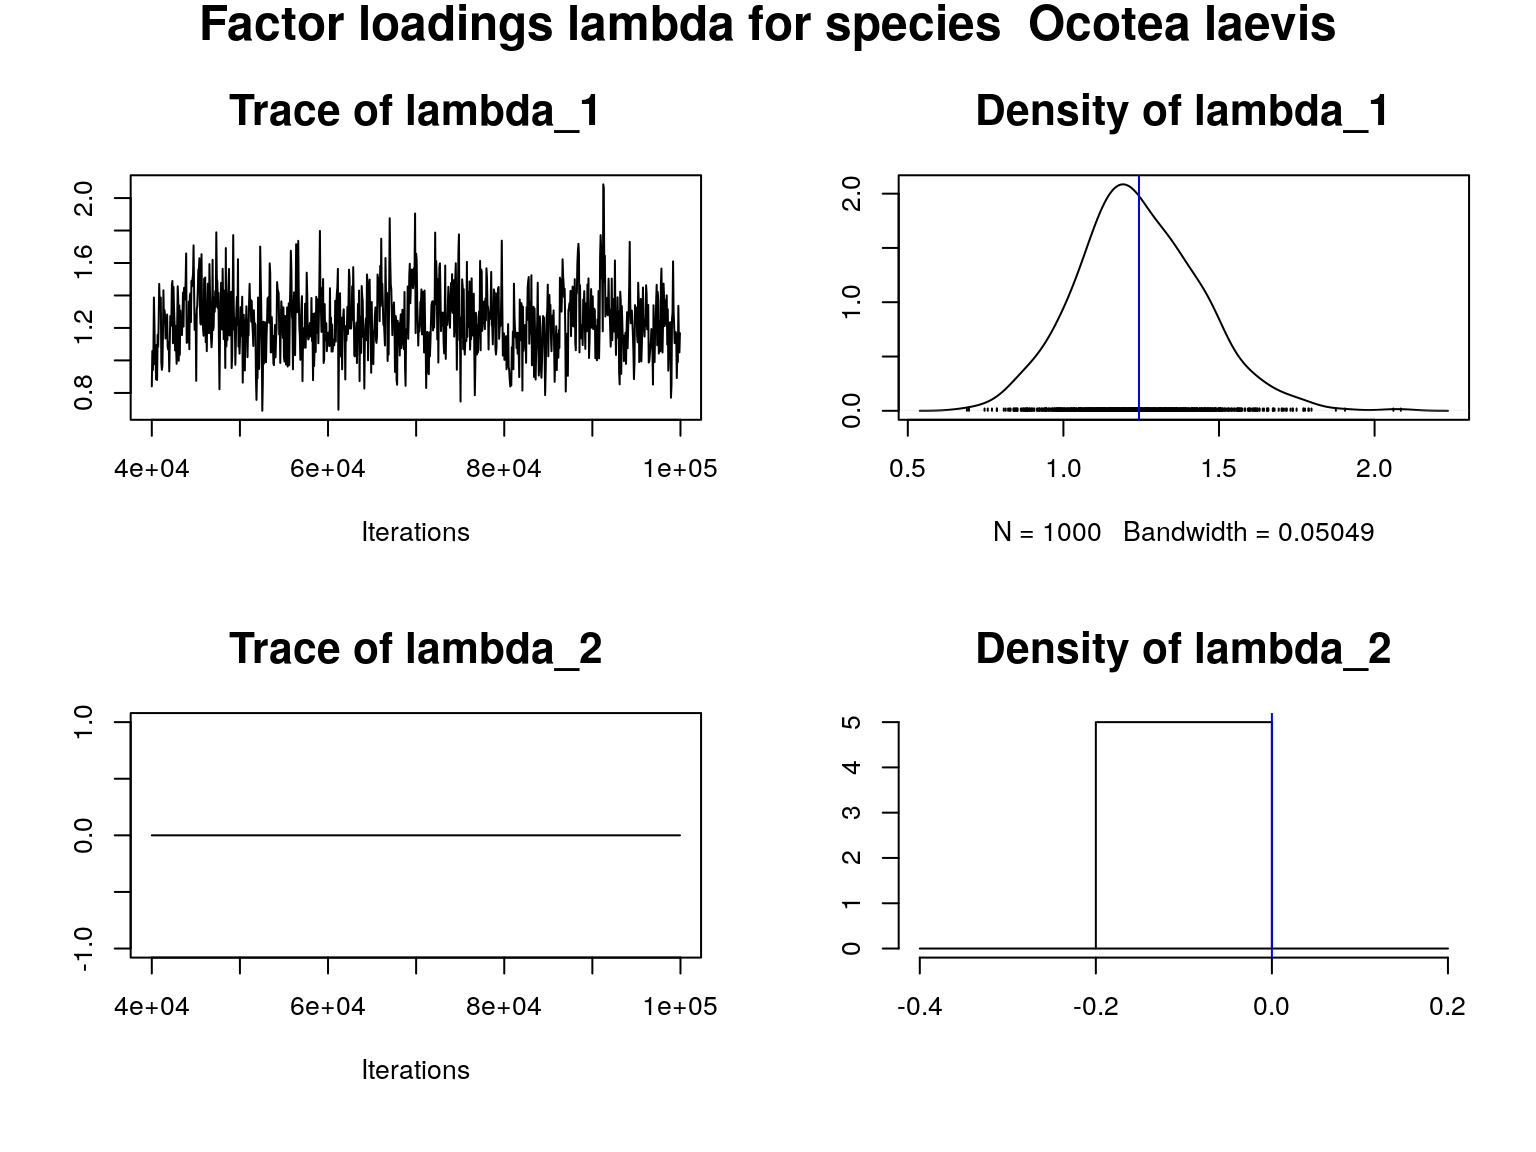 Factor loadings lambda for species  Ocotea laevis
Trace of lambda_1
2.0
1.6
1.2
0.8
4e+04 6e+04 8e+04 1e+05
Iterations
Density of lambda_1
2.0
1.0
0.0
0.5 1.0 1.5 2.0
N = 1000   Bandwidth = 0.05049
Trace of lambda_2
1.0
0.0
-1.0
4e+04 6e+04 8e+04 1e+05
Iterations
Density of lambda_2
5
4
3
2
1
0
-0.4 -0.2 0.0 0.2